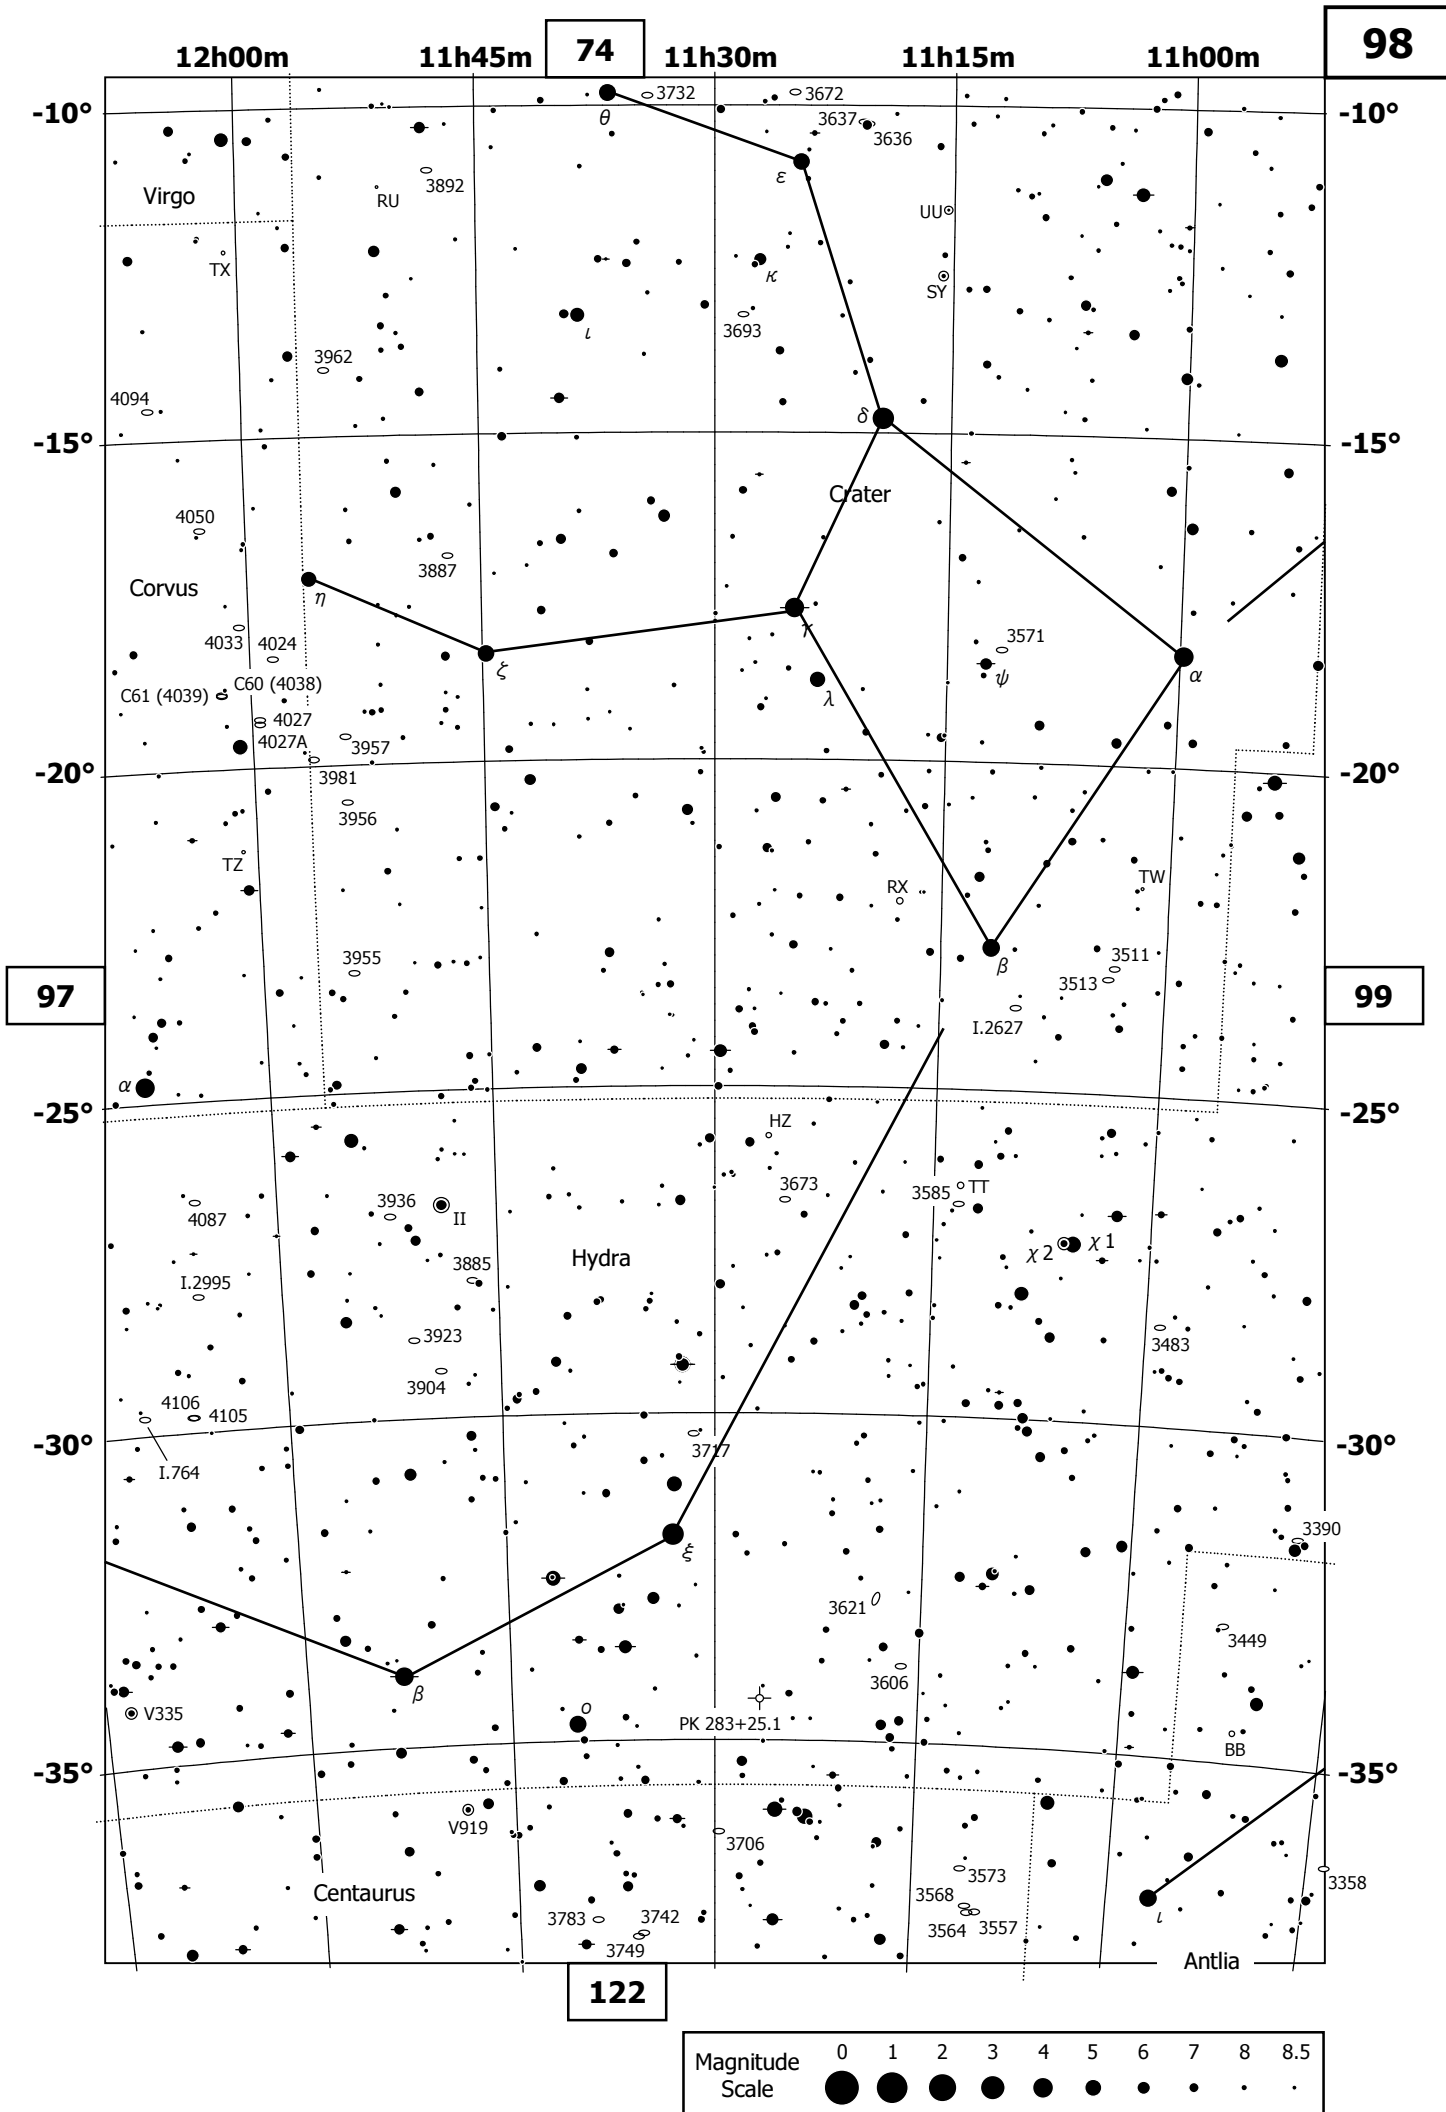 74
98
12h00m 11h45m 11h30m 11h15m 11h00m
-10° -10°
θ
3732
3672
3637
3636
ε
3892
RU
Virgo
UU
TX
κ
SY
ι
3693
3962
4094
δ
-15° -15°
Crater
4050
3887
Corvus
η
γ
4033 4024
3571
ζ
ψ
α
C61 (4039) C60 (4038)
λ
4027
4027A
3957
-20° -20°
3981
3956
TZ
RX
TW
β
3955
3511
3513
97
99
I.2627
α
-25° -25°
HZ
3673
3585 TT
3936
II
4087
χ 2 χ 1
Hydra
3885
I.2995
3923
3483
3904
4106
4105
-30° -30°
3717
I.764
3390
ξ
3621
3449
3606
β
V335
ο
PK 283+25.1
BB
-35° -35°
V919
3706
3573
3358
Centaurus
3568
3783 3742
3564 3557
ι
3749
Antlia
122
Magnitude
Scale
0 1 2 3 4 5 6 7 8 8.5